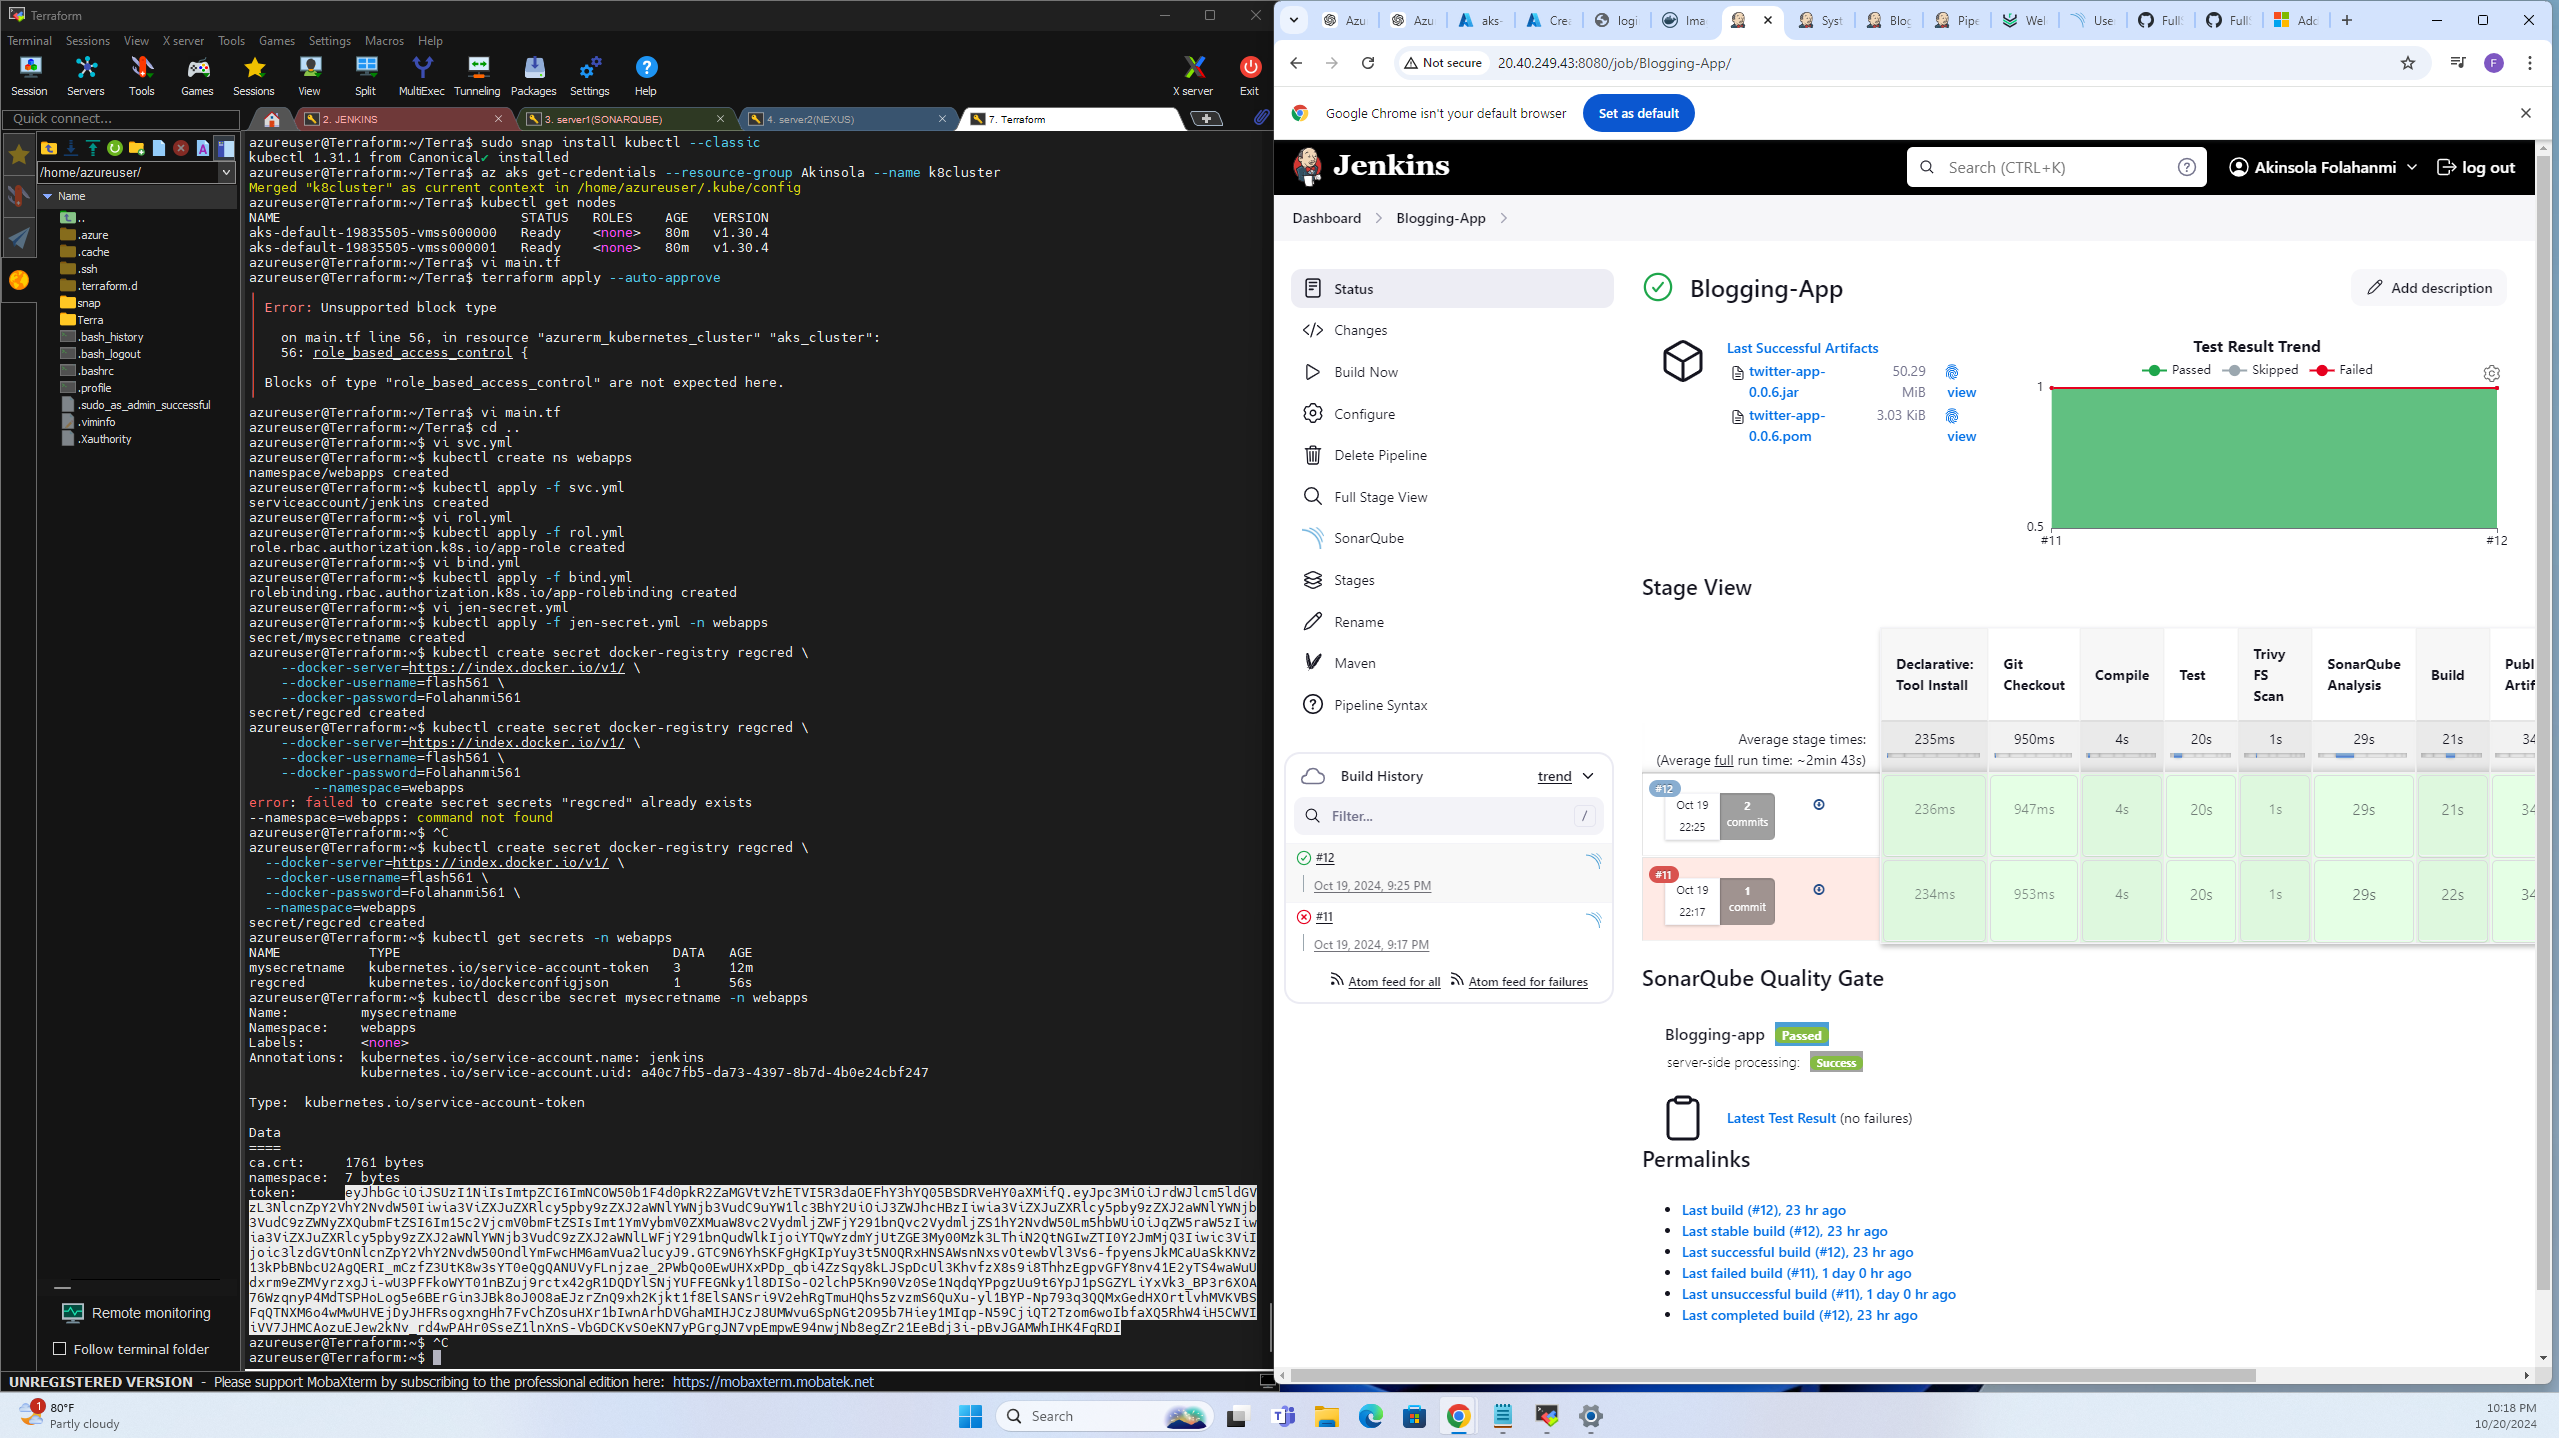 Terraform
Terminal Sessions View X server Tools Games Settings Macros Help
Session Servers Tools Games Sessions View Split MultiExec Tunneling Packages Settings Help X server Exit
Quick connect...
2. JENKINS
3. server1(SONARQUBE)
4. server2(NEXUS)
7. Terraform
/home/azureuser/
Name
..
.azure
.cache
.ssh
.terraform.d
snap
Terra
.bash_history
.bash_logout
.bashrc
.profile
.sudo_as_admin_successful
.viminfo
.Xauthority
Remote monitoring
Follow terminal folder
azureuser@Terraform:~/Terra$ sudo snap install kubectl --classic
kubectl 1.31.1 from Canonical✓ installed
azureuser@Terraform:~/Terra$ az aks get-credentials --resource-group Akinsola --name k8cluster
Merged "k8cluster" as current context in /home/azureuser/.kube/config
azureuser@Terraform:~/Terra$ kubectl get nodes
NAME STATUS ROLES AGE VERSION
aks-default-19835505-vmss000000 Ready <none> 80m v1.30.4
aks-default-19835505-vmss000001 Ready <none> 80m v1.30.4
azureuser@Terraform:~/Terra$ vi main.tf
azureuser@Terraform:~/Terra$ terraform apply --auto-approve
Error: Unsupported block type
on main.tf line 56, in resource "azurerm_kubernetes_cluster" "aks_cluster":
56: role_based_access_control {
Blocks of type "role_based_access_control" are not expected here.
azureuser@Terraform:~/Terra$ vi main.tf
azureuser@Terraform:~/Terra$ cd ..
azureuser@Terraform:~$ vi svc.yml
azureuser@Terraform:~$ kubectl create ns webapps
namespace/webapps created
azureuser@Terraform:~$ kubectl apply -f svc.yml
serviceaccount/jenkins created
azureuser@Terraform:~$ vi rol.yml
azureuser@Terraform:~$ kubectl apply -f rol.yml
role.rbac.authorization.k8s.io/app-role created
azureuser@Terraform:~$ vi bind.yml
azureuser@Terraform:~$ kubectl apply -f bind.yml
rolebinding.rbac.authorization.k8s.io/app-rolebinding created
azureuser@Terraform:~$ vi jen-secret.yml
azureuser@Terraform:~$ kubectl apply -f jen-secret.yml -n webapps
secret/mysecretname created
azureuser@Terraform:~$ kubectl create secret docker-registry regcred \
--docker-server=https://index.docker.io/v1/ \
--docker-username=flash561 \
--docker-password=Folahanmi561
secret/regcred created
azureuser@Terraform:~$ kubectl create secret docker-registry regcred \
--docker-server=https://index.docker.io/v1/ \
--docker-username=flash561 \
--docker-password=Folahanmi561
--namespace=webapps
error: failed to create secret secrets "regcred" already exists
--namespace=webapps: command not found
azureuser@Terraform:~$ ^C
azureuser@Terraform:~$ kubectl create secret docker-registry regcred \
--docker-server=https://index.docker.io/v1/ \
--docker-username=flash561 \
--docker-password=Folahanmi561 \
--namespace=webapps
secret/regcred created
azureuser@Terraform:~$ kubectl get secrets -n webapps
NAME TYPE DATA AGE
mysecretname kubernetes.io/service-account-token 3 12m
regcred kubernetes.io/dockerconfigjson 1 56s
azureuser@Terraform:~$ kubectl describe secret mysecretname -n webapps
Name: mysecretname
Namespace: webapps
Labels: <none>
Annotations: kubernetes.io/service-account.name: jenkins
kubernetes.io/service-account.uid: a40c7fb5-da73-4397-8b7d-4b0e24cbf247
Type: kubernetes.io/service-account-token
Data
====
ca.crt: 1761 bytes
namespace: 7 bytes
token:
azureuser@Terraform:~$ ^C
azureuser@Terraform:~$
UNREGISTERED VERSION - Please support MobaXterm by subscribing to the professional edition here: https://mobaxterm.mobatek.net
Azu Azu aks- Crea logi Ima Syst Blog Pipe Wel User FullS FullS Add
Not secure 20.40.249.43:8080/job/Blogging-App/
F
Google Chrome isn't your default browser Set as default
Jenkins
Search (CTRL+K)
Akinsola Folahanmi
log out
Dashboard > Blogging-App >
Status
Changes
Build Now
Configure
Delete Pipeline
Full Stage View
SonarQube
Stages
Rename
Maven
Pipeline Syntax
Build History trend
Filter... /
#12
Oct 19, 2024, 9:25 PM
#11
Oct 19, 2024, 9:17 PM
Atom feed for all Atom feed for failures
Blogging-App
Add description
Last Successful Artifacts
twitter-app-0.0.6.jar 50.29 MiB view
twitter-app-0.0.6.pom 3.03 KiB view
Test Result Trend
Passed Skipped Failed
1
0.5
#11 #12
Stage View
Declarative: Tool Install
Git Checkout
Compile
Test
Trivy FS Scan
SonarQube Analysis
Build
Publ Artif
Average stage times: 235ms 950ms 4s 20s 1s 29s 21s 34
(Average full run time: ~2min 43s)
#12 Oct 19 22:25 2 commits 236ms 947ms 4s 20s 1s 29s 21s 34
#11 Oct 19 22:17 1 commit 234ms 953ms 4s 20s 1s 29s 22s 34
SonarQube Quality Gate
Blogging-app Passed
server-side processing: Success
Latest Test Result (no failures)
Permalinks
Last build (#12), 23 hr ago
Last stable build (#12), 23 hr ago
Last successful build (#12), 23 hr ago
Last failed build (#11), 1 day 0 hr ago
Last unsuccessful build (#11), 1 day 0 hr ago
Last completed build (#12), 23 hr ago
1
80°F
Partly cloudy
Search
10:18 PM
10/20/2024